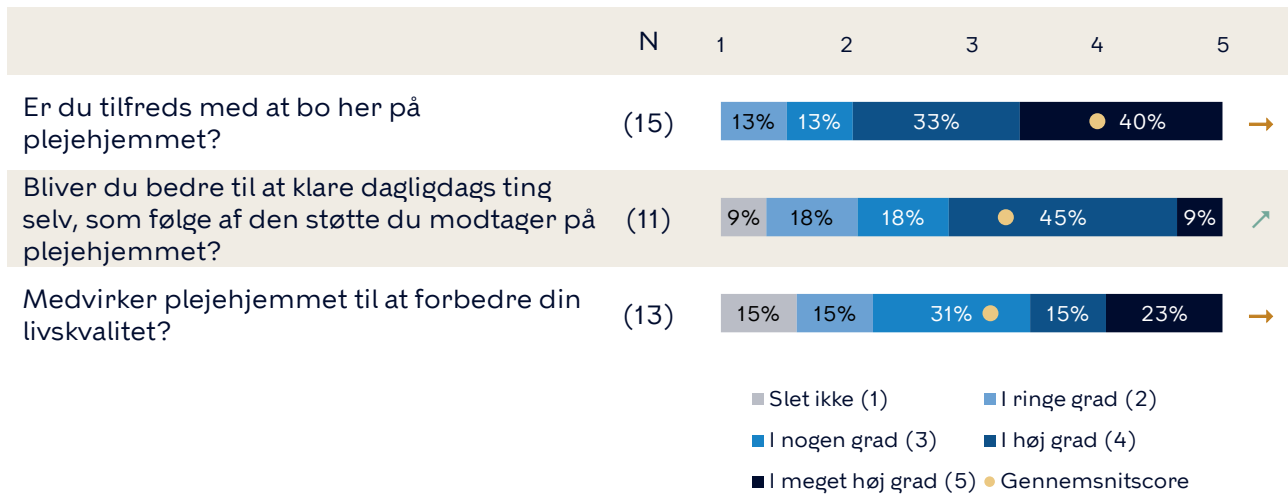 N 1 2 3 4 5
Er du tilfreds med at bo her på
plejehjemmet?
(15) 13% 13% 33% 40% →
Bliver du bedre til at klare dagligdags ting
selv, som følge af den støtte du modtager på
plejehjemmet?
(11) 9% 18% 18% 45% 9% ↗
Medvirker plejehjemmet til at forbedre din
livskvalitet?
(13) 15% 15% 31% 15% 23% →
Slet ikke (1) I ringe grad (2)
I nogen grad (3) I høj grad (4)
I meget høj grad (5) Gennemsnitscore